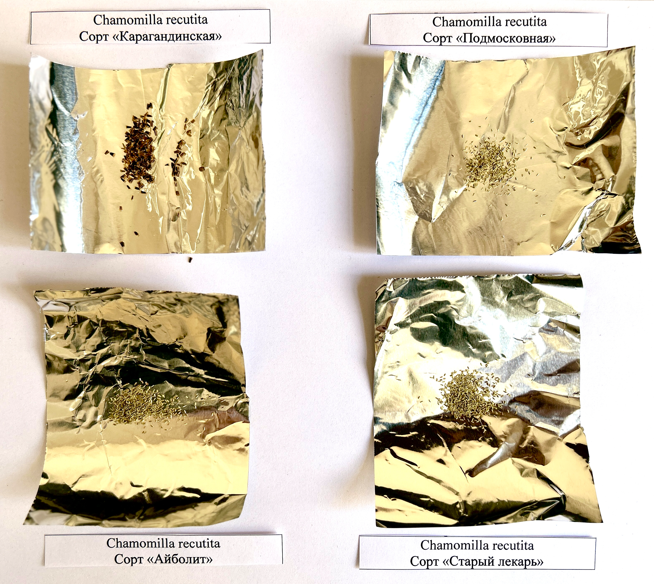 Chamomilla recutita
Сорт «Карагандинская»
Chamomilla recutita
Сорт «Подмосковная»
Chamomilla recutita
Сорт «Айболит»
Chamomilla recutita
Сорт «Старый лекарь»